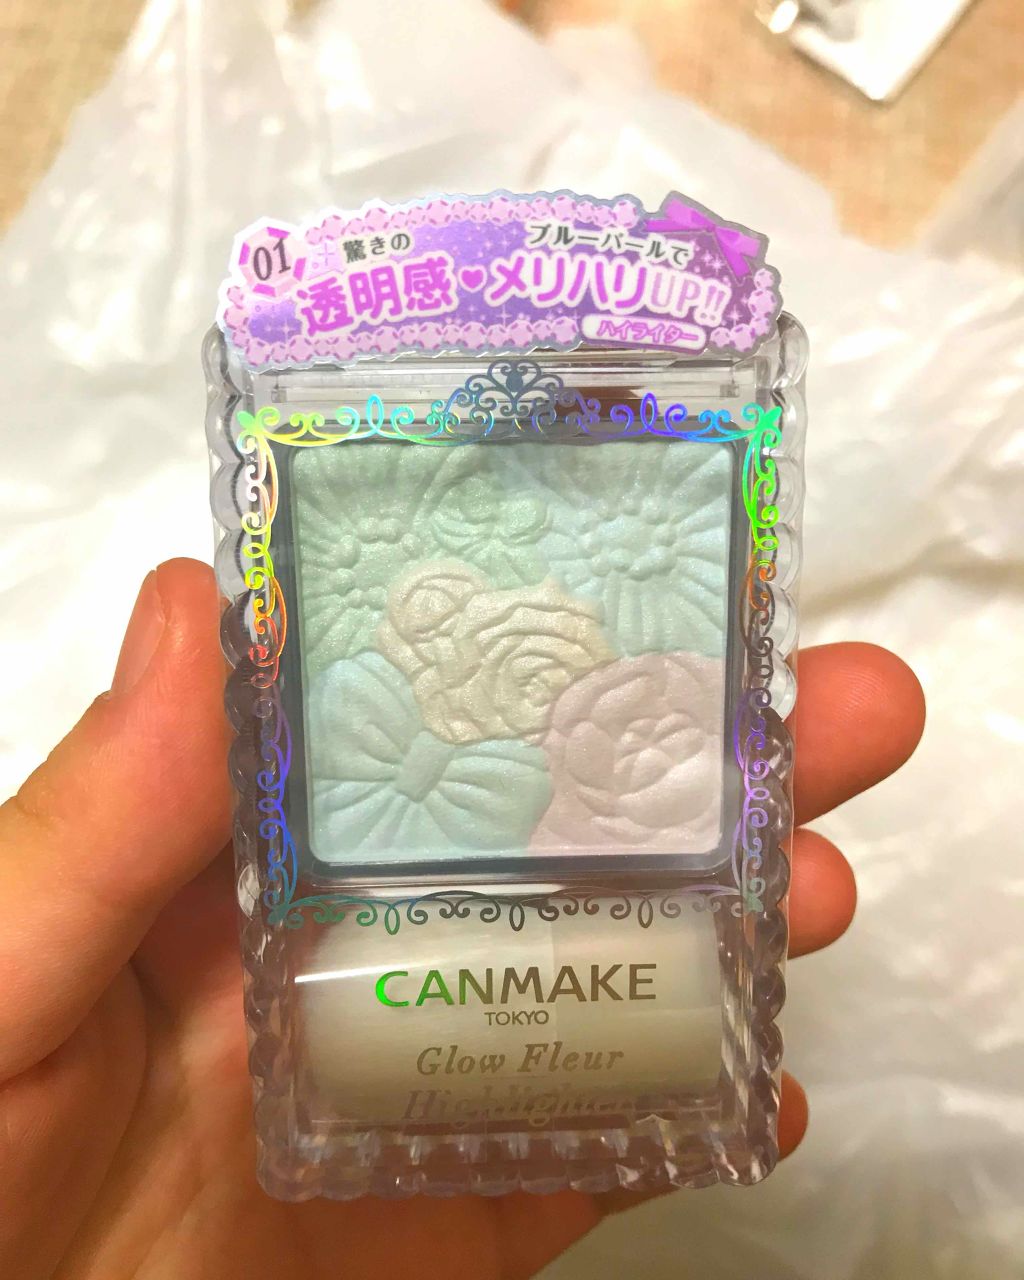 01
驚きの
ブルーパールで
透明感♥メリハリUP!!
ハイライター
CANMAKE
TOKYO
Glow Fleur
Highlighter